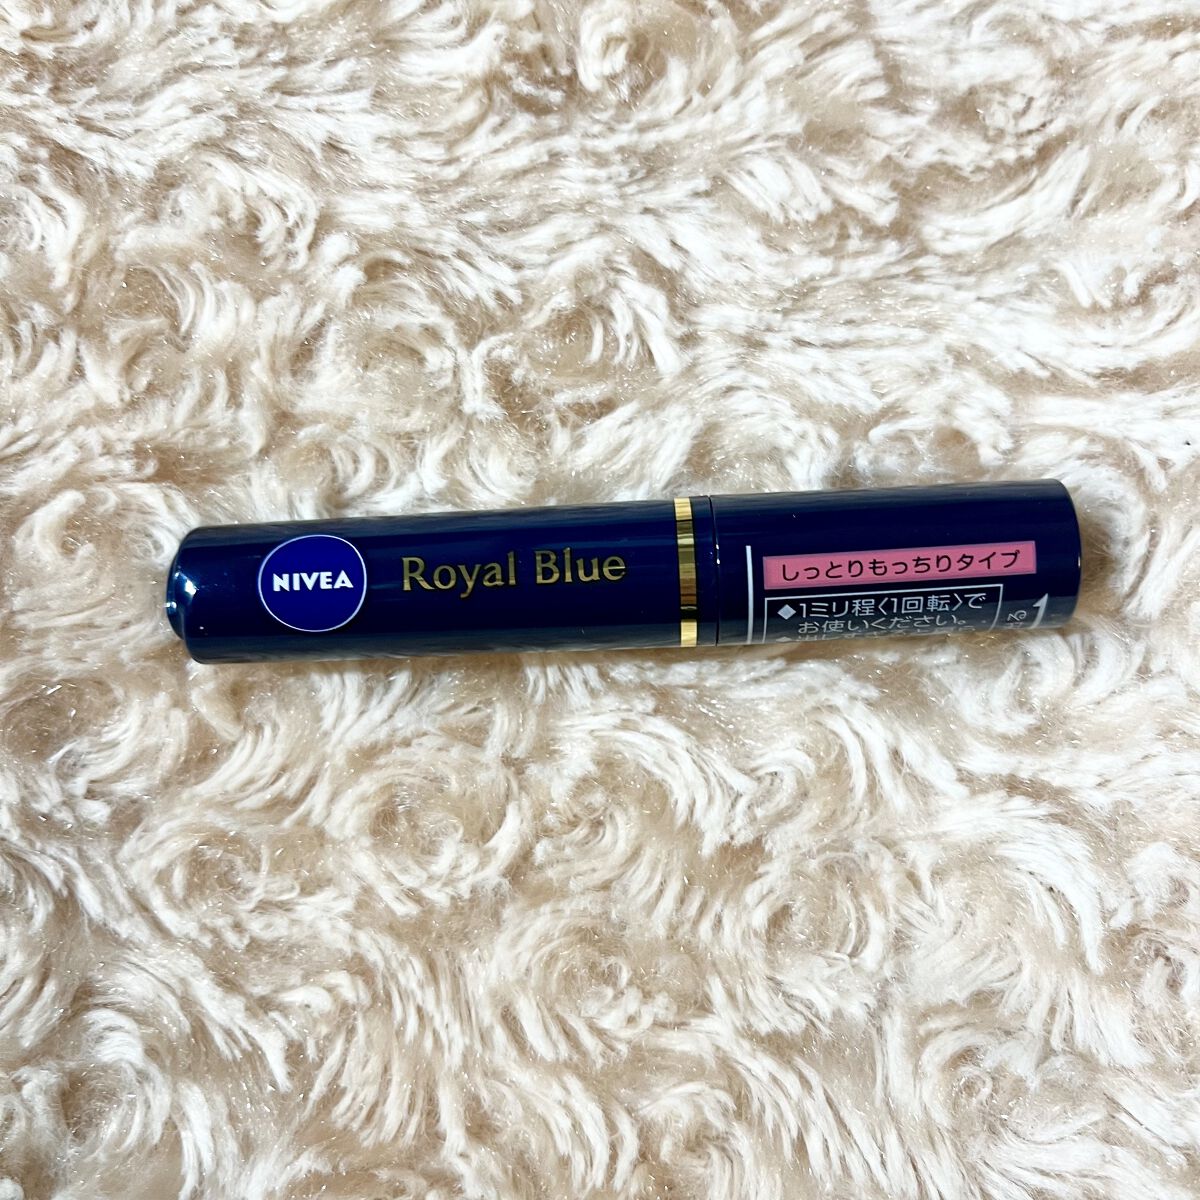 NIVEA
Royal Blue
しっとりもっちりタイプ
◆1ミリ程〈1回転〉で
お使いください。